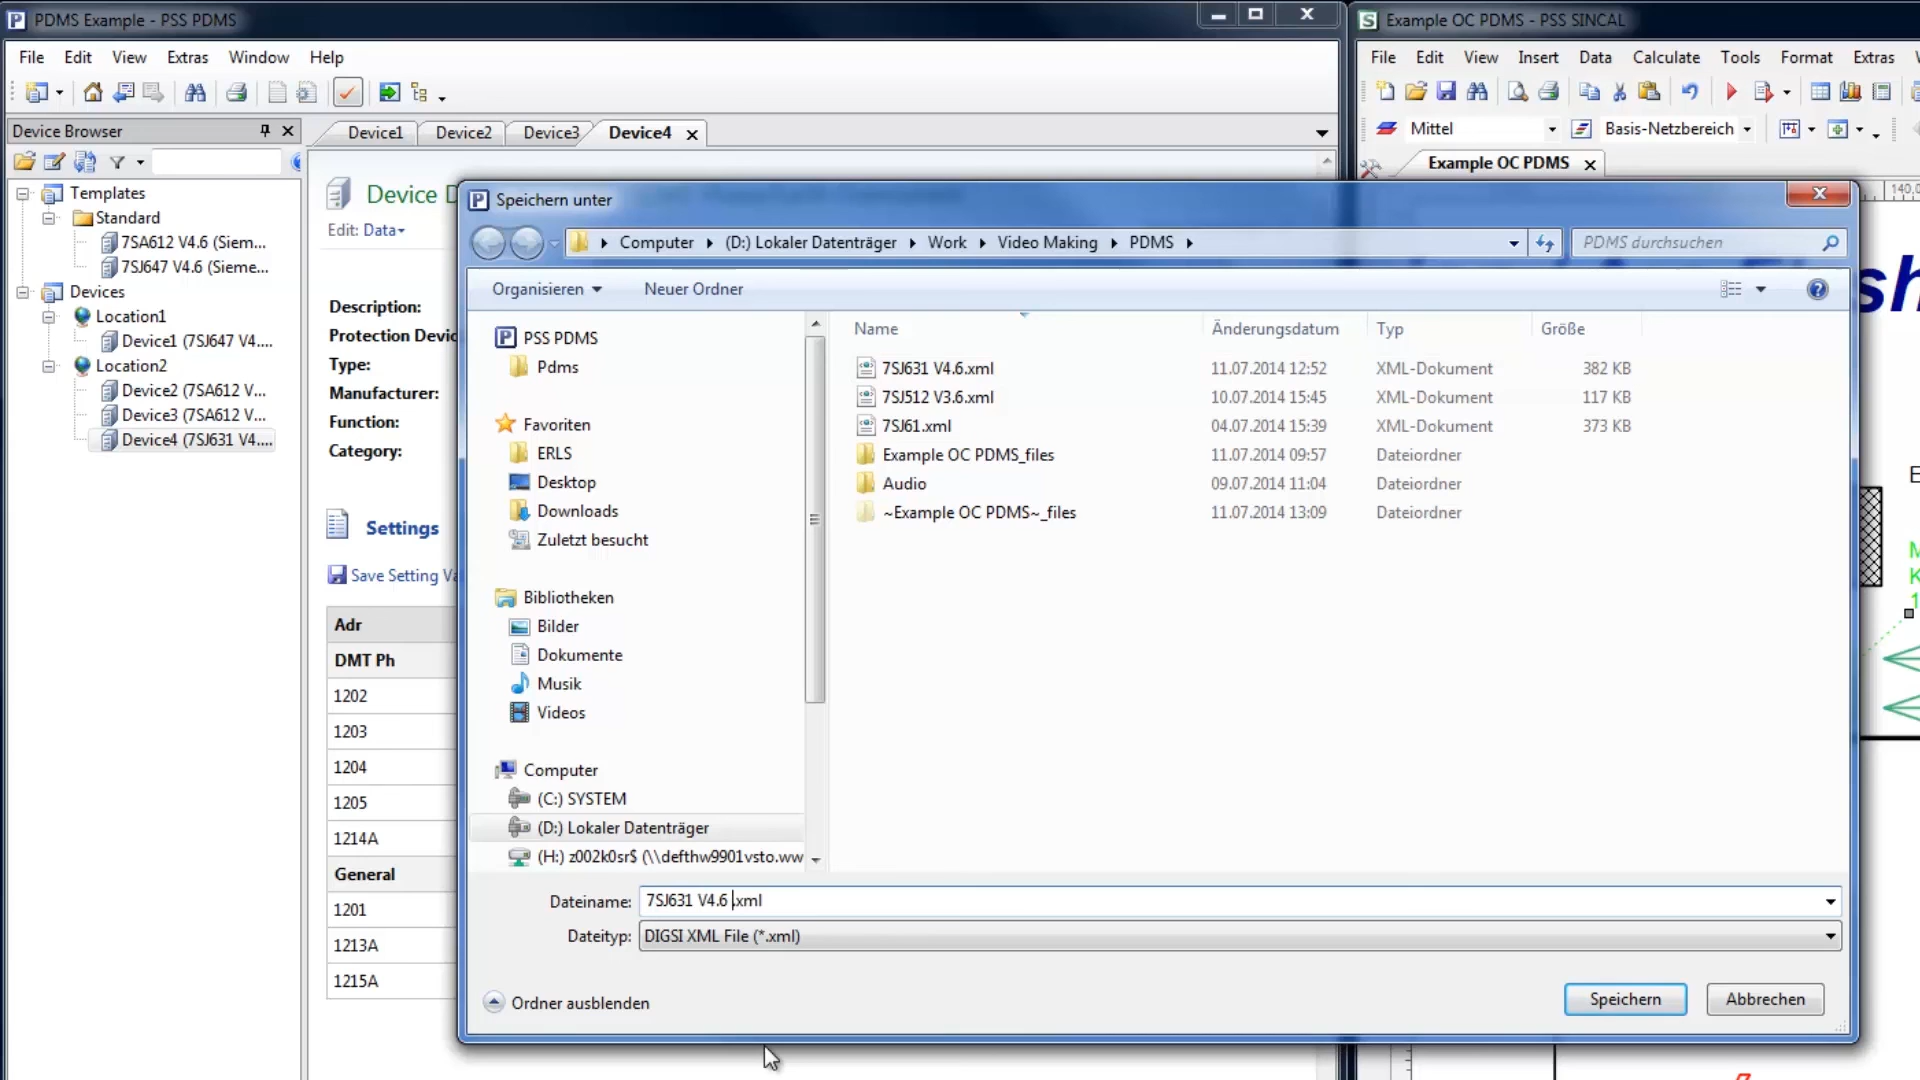 PDMS Example - PSS PDMS
File Edit View Extras Window Help
Device Browser
Device1 Device2 Device3 Device4
Templates
Standard
7SA612 V4.6 (Siem...
7SJ647 V4.6 (Sieme...
Devices
Location1
Device1 (7SJ647 V4....
Location2
Device2 (7SA612 V...
Device3 (7SA612 V...
Device4 (7SJ631 V4....
Device D
Edit: Data
Description:
Protection Devic
Type:
Manufacturer:
Function:
Category:
Settings
Save Setting Va
Adr
DMT Ph
1202
1203
1204
1205
1214A
General
1201
1213A
1215A
Example OC PDMS - PSS SINCAL
File Edit View Insert Data Calculate Tools Format Extras
Mittel Basis-Netzbereich
Example OC PDMS
140,
Speichern unter
Computer (D:) Lokaler Datenträger Work Video Making PDMS
PDMS durchsuchen
Organisieren Neuer Ordner
PSS PDMS
Pdms
Favoriten
ERLS
Desktop
Downloads
Zuletzt besucht
Bibliotheken
Bilder
Dokumente
Musik
Videos
Computer
(C:) SYSTEM
(D:) Lokaler Datenträger
(H:) z002k0sr$ (\\defthw9901vsto.ww
Name Änderungsdatum Typ Größe
7SJ631 V4.6.xml 11.07.2014 12:52 XML-Dokument 382 KB
7SJ512 V3.6.xml 10.07.2014 15:45 XML-Dokument 117 KB
7SJ61.xml 04.07.2014 15:39 XML-Dokument 373 KB
Example OC PDMS_files 11.07.2014 09:57 Dateiordner
Audio 09.07.2014 11:04 Dateiordner
~Example OC PDMS~_files 11.07.2014 13:09 Dateiordner
Dateiname: 7SJ631 V4.6 .xml
Dateityp: DIGSI XML File (*.xml)
Ordner ausblenden
Speichern Abbrechen